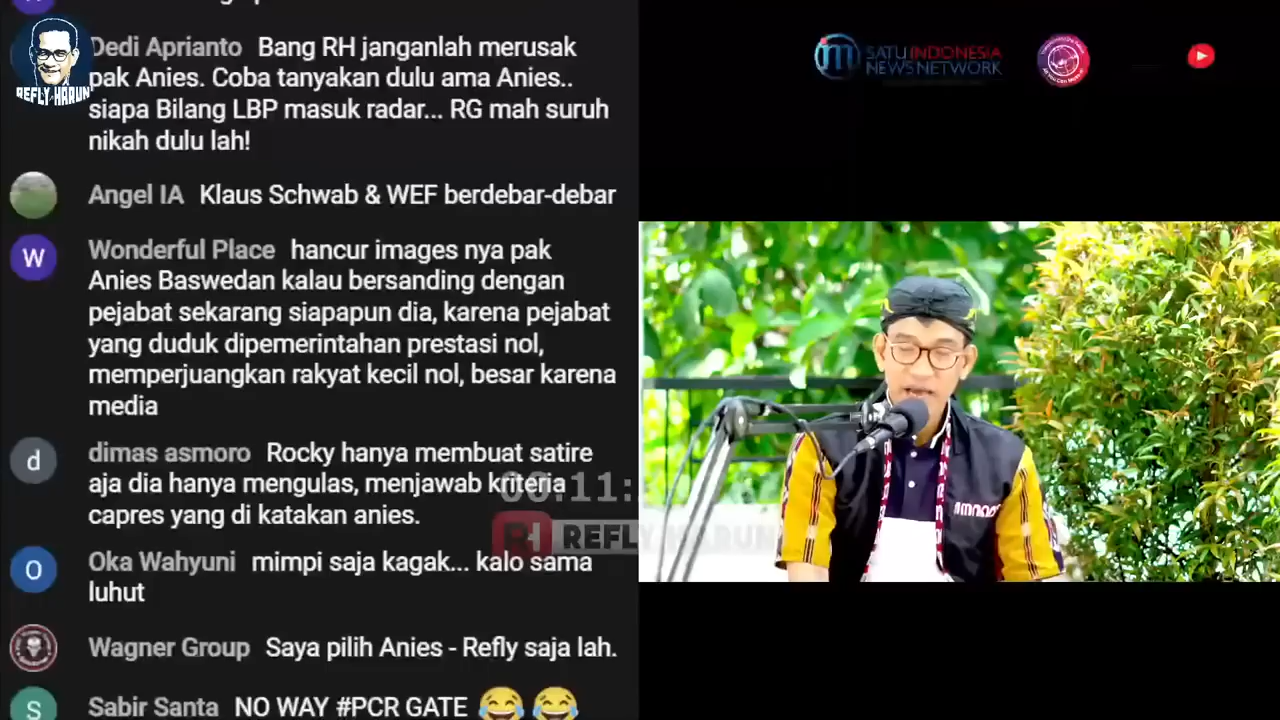 REFLY HARUN
Dedi Aprianto Bang RH janganlah merusak
pak Anies. Coba tanyakan dulu ama Anies..
siapa Bilang LBP masuk radar... RG mah suruh
nikah dulu lah!
Angel IA Klaus Schwab & WEF berdebar-debar
W
Wonderful Place hancur images nya pak
Anies Baswedan kalau bersanding dengan
pejabat sekarang siapapun dia, karena pejabat
yang duduk dipemerintahan prestasi nol,
memperjuangkan rakyat kecil nol, besar karena
media
d
dimas asmoro Rocky hanya membuat satire
aja dia hanya mengulas, menjawab kriteria
capres yang di katakan anies.
O
Oka Wahyuni mimpi saja kagak... kalo sama
luhut
Wagner Group Saya pilih Anies - Refly saja lah.
S
Sabir Santa NO WAY #PCR GATE 😂 😂
00:11:
RH REFLY HARUN
SATU INDONESIA
NEWS NETWORK